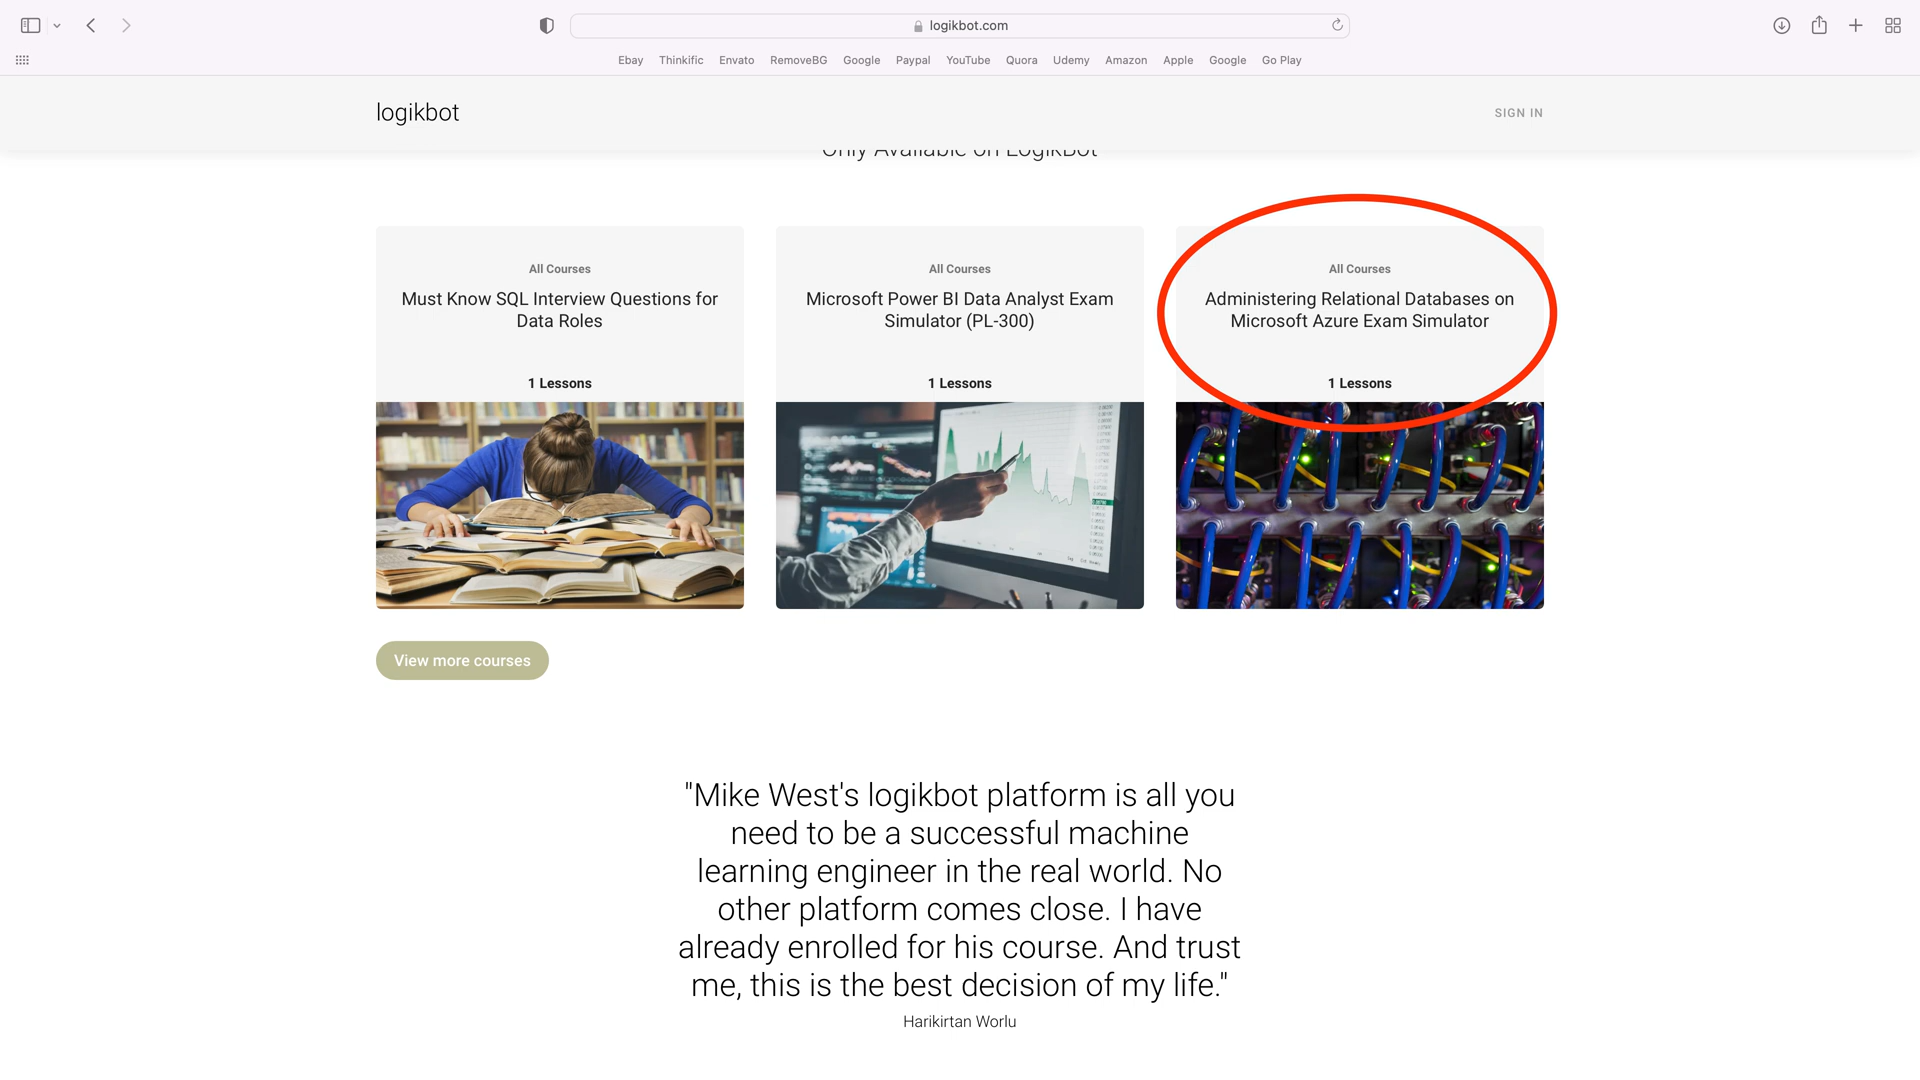 logikbot.com
Ebay Thinkific Envato RemoveBG Google Paypal YouTube Quora Udemy Amazon Apple Google Go Play
logikbot
SIGN IN
Only Available on LogikBot
All Courses
Must Know SQL Interview Questions for
Data Roles
1 Lessons
All Courses
Microsoft Power BI Data Analyst Exam
Simulator (PL-300)
1 Lessons
All Courses
Administering Relational Databases on
Microsoft Azure Exam Simulator
1 Lessons
View more courses
"Mike West's logikbot platform is all you
need to be a successful machine
learning engineer in the real world. No
other platform comes close. I have
already enrolled for his course. And trust
me, this is the best decision of my life."
Harikirtan Worlu